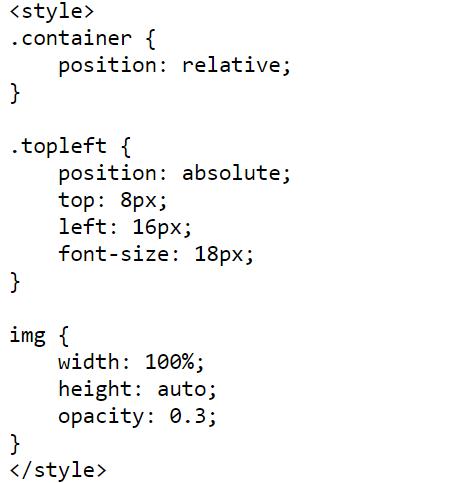 <style>
.container {
    position: relative;
}

.topleft {
    position: absolute;
    top: 8px;
    left: 16px;
    font-size: 18px;
}

img {
    width: 100%;
    height: auto;
    opacity: 0.3;
}
</style>